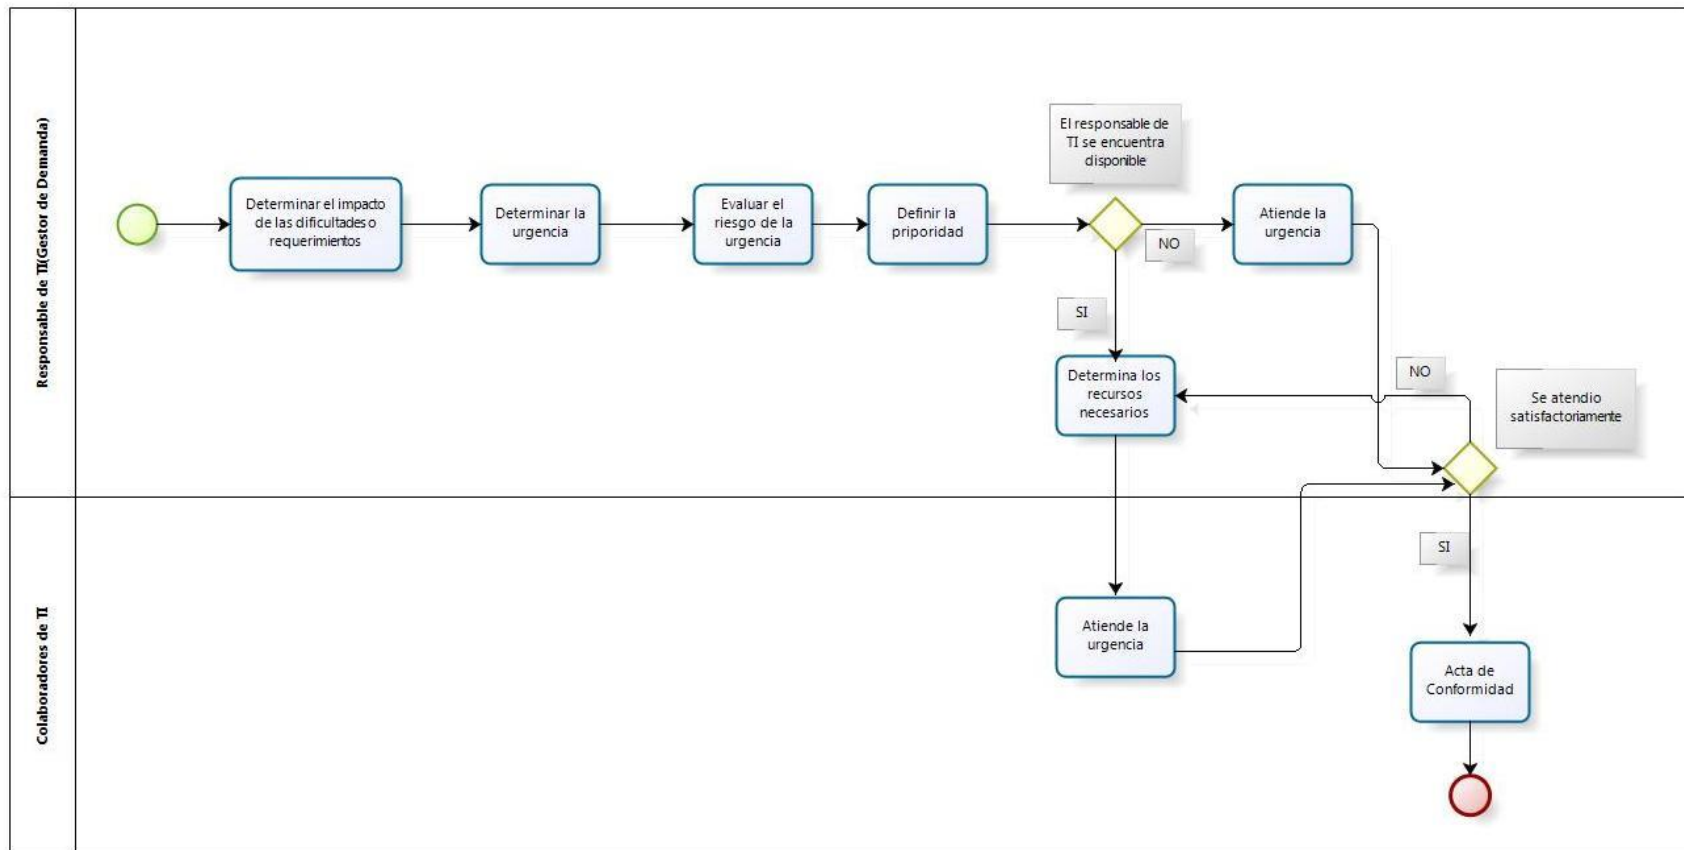 Responsable de TI(Gestor de Demanda)
Determinar el impacto
de las dificultades o
requerimientos
Determinar la
urgencia
Evaluar el
riesgo de la
urgencia
Definir la
priporidad
El responsable de
TI se encuentra
disponible
NO
Atiende la
urgencia
SI
Determina los
recursos
necesarios
NO
Se atendio
satisfactoriamente
Colaboradores de TI
Atiende la
urgencia
SI
Acta de
Conformidad